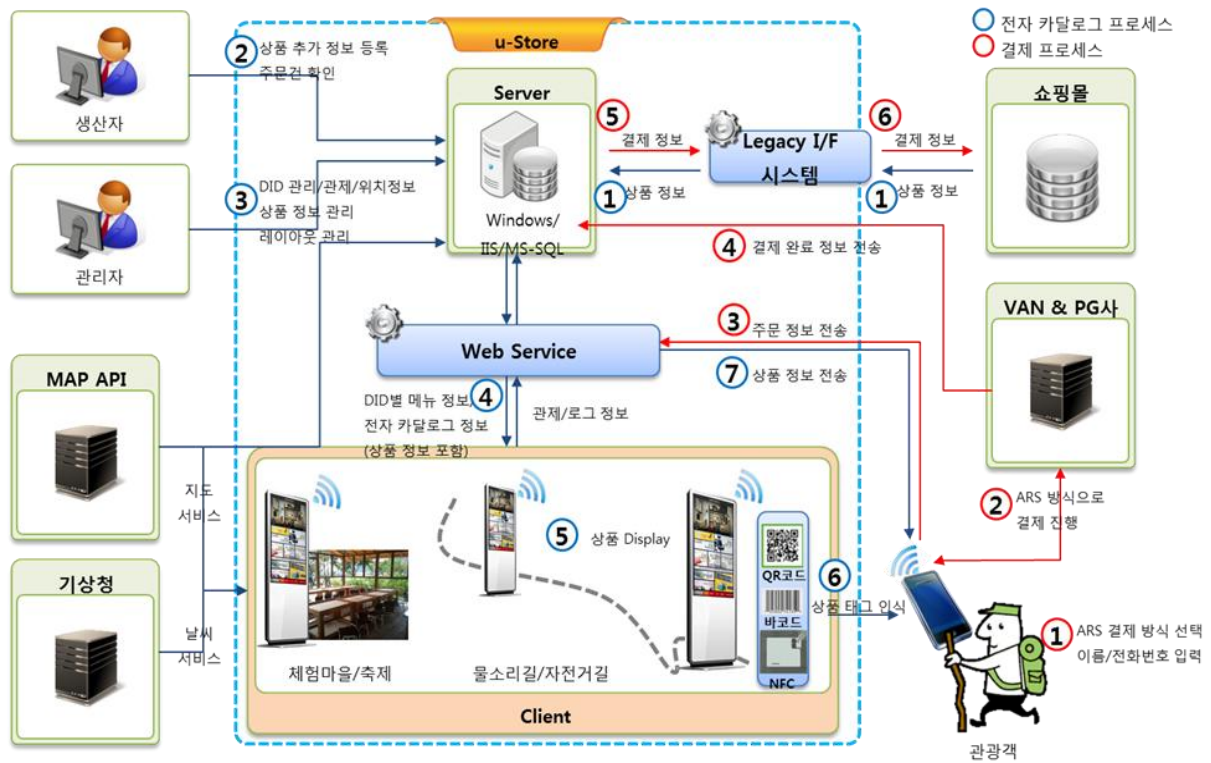 전자 카달로그 프로세스
결제 프로세스
u-Store
② 상품 추가 정보 등록
주문건 확인
생산자
Server
Windows/
IIS/MS-SQL
⑤
결제 정보
① 상품 정보
Legacy I/F
시스템
⑥
결제 정보
① 상품 정보
쇼핑몰
③ DID 관리/관제/위치정보
상품 정보 관리
레이아웃 관리
관리자
④ 결제 완료 정보 전송
VAN & PG사
Web Service
③ 주문 정보 전송
⑦ 상품 정보 전송
MAP API
④
DID별 메뉴 정보/
전자 카달로그 정보
(상품 정보 포함)
관제/로그 정보
지도
서비스
② ARS 방식으로
결제 진행
기상청
날씨
서비스
⑤ 상품 Display
QR코드
바코드
NFC
⑥
상품 태그 인식
체험마을/축제
물소리길/자전거길
Client
① ARS 결제 방식 선택
이름/전화번호 입력
관광객